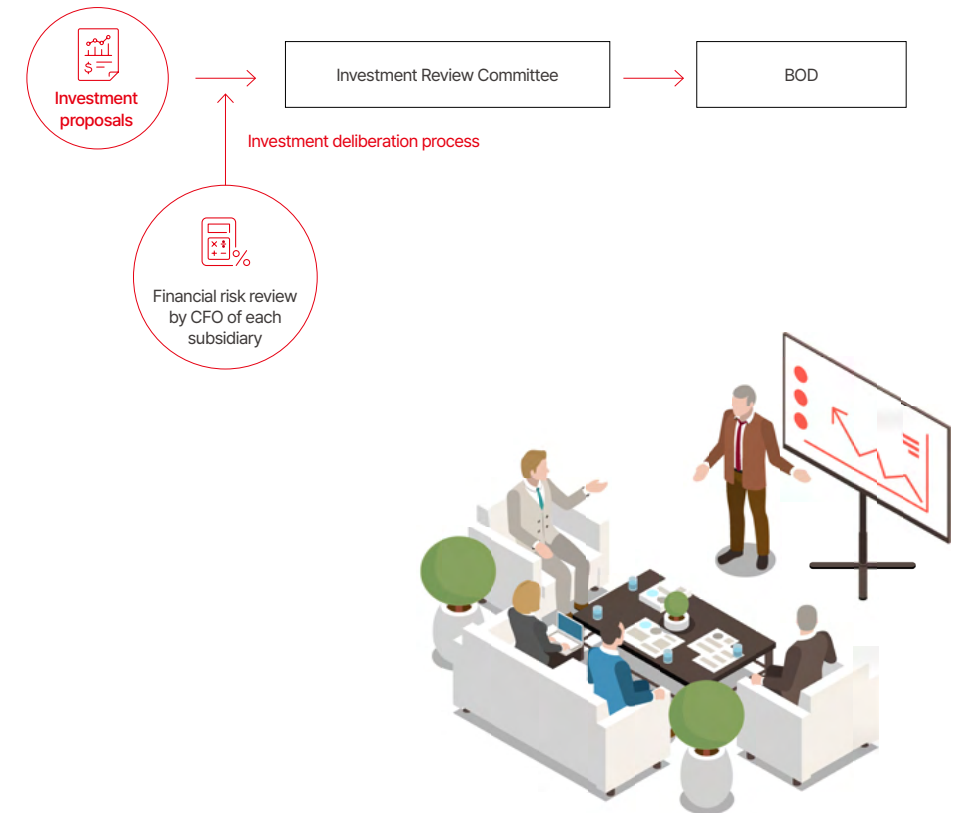 Investment
proposals
Investment Review Committee
BOD
Investment deliberation process
Financial risk review
by CFO of each
subsidiary